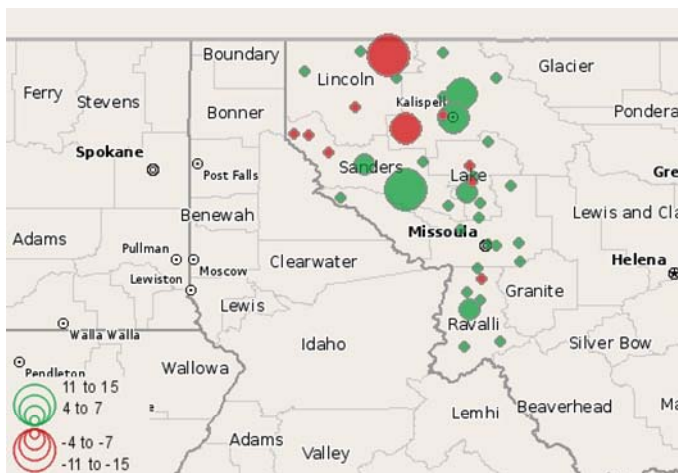 Boundary
Glacier
Lincoln
Ferry
Stevens
Kalispell
Bonner
Pondera
Spokane
Sanders
Lake
Post Falls
Gre
Benewah
Lewis and Cla
Adams
Missoula
Pullman
Moscow
Clearwater
Helena
Lewiston
Granite
Lewis
Ravalli
Walla Walla
Idaho
Silver Bow
Wallowa
Pendleton
11 to 15
4 to 7
Lemhi
Beaverhead
Ma
-4 to -7
-11 to -15
Adams
Valley